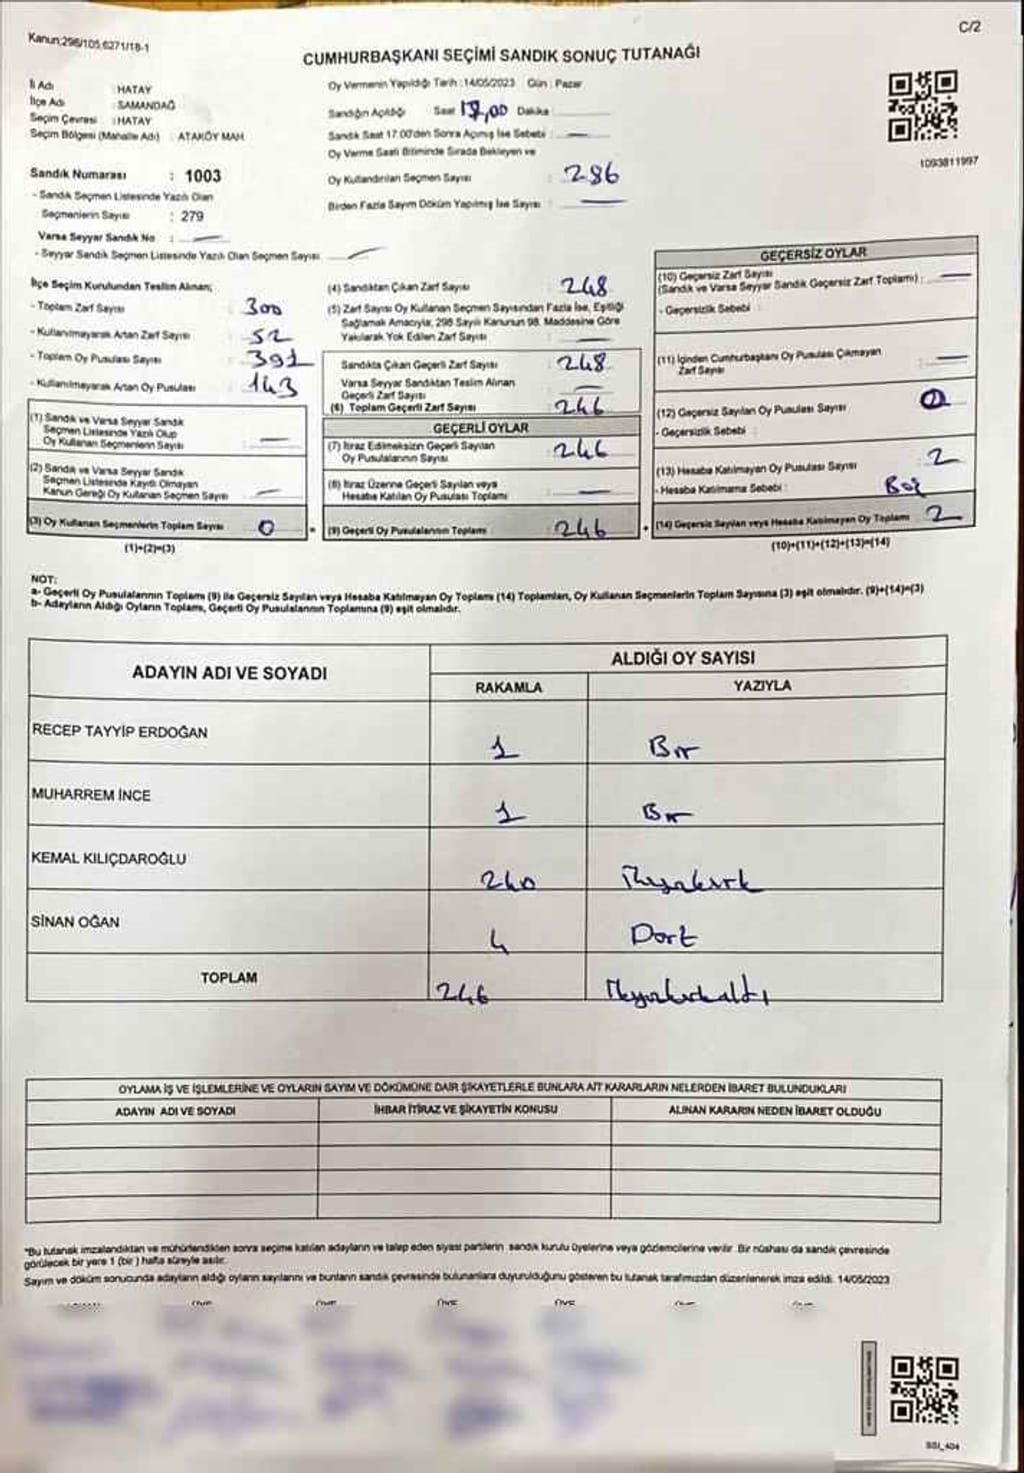 Kanun;298/105,6271/18-1
C/2
CUMHURBAŞKANI SEÇİMİ SANDIK SONUÇ TUTANAĞI
İl Adı : HATAY
İlçe Adı : SAMANDAĞ
Seçim Çevresi : HATAY
Seçim Bölgesi (Mahalle Adı) : ATAKÖY MAH.
Oy Vermenin Yapıldığı Tarih :14/05/2023 Gün : Pazar
Sandığın Açıldığı Saat 17,00 Dakika
Sandık Saat 17:00'den Sonra Açılmış İse Sebebi : —
Oy Verme Saati Bitiminde Sırada Bekleyen ve
Oy Kullandırılan Seçmen Sayısı : 286
Birden Fazla Sayım Döküm Yapılmış İse Sayısı : —
1093811997
Sandık Numarası : 1003
- Sandık Seçmen Listesinde Yazılı Olan
Seçmenlerin Sayısı : 279
Varsa Seyyar Sandık No : —
- Seyyar Sandık Seçmen Listesinde Yazılı Olan Seçmen Sayısı: —
İlçe Seçim Kurulundan Teslim Alınan;
- Toplam Zarf Sayısı : 300
- Kullanılmayarak Artan Zarf Sayısı : 52
- Toplam Oy Pusulası Sayısı : 391
- Kullanılmayarak Artan Oy Pusulası : 143
(1) Sandık ve Varsa Seyyar Sandık
Seçmen Listesinde Yazılı Olup
Oy Kullanan Seçmenlerin Sayısı : —
(2) Sandık ve Varsa Seyyar Sandık
Seçmen Listesinde Kayıtlı Olmayan
Kanun Gereği Oy Kullanan Seçmen Sayısı : —
(3) Oy Kullanan Seçmenlerin Toplam Sayısı : 0
(1)+(2)=(3)
(4) Sandıktan Çıkan Zarf Sayısı : 248
(5) Zarf Sayısı Oy Kullanan Seçmen Sayısından Fazla İse, Eşitliği
Sağlamak Amacıyla, 298 Sayılı Kanunun 98. Maddesine Göre
Yakılarak Yok Edilen Zarf Sayısı : —
Sandıkta Çıkan Geçerli Zarf Sayısı : 248
Varsa Seyyar Sandıktan Teslim Alınan
Geçerli Zarf Sayısı : —
(6) Toplam Geçerli Zarf Sayısı : 246
GEÇERLİ OYLAR
(7) İtiraz Edilmeksizin Geçerli Sayılan
Oy Pusulalarının Sayısı : 246
(8) İtiraz Üzerine Geçerli Sayılan veya
Hesaba Katılan Oy Pusulası Toplamı : —
(9) Geçerli Oy Pusulalarının Toplamı : 246
GEÇERSİZ OYLAR
(10) Geçersiz Zarf Sayısı
(Sandık ve Varsa Seyyar Sandık Geçersiz Zarf Toplamı) : —
- Geçersizlik Sebebi :
(11) İçinden Cumhurbaşkanı Oy Pusulası Çıkmayan
Zarf Sayısı : —
(12) Geçersiz Sayılan Oy Pusulası Sayısı :
- Geçersizlik Sebebi :
(13) Hesaba Katılmayan Oy Pusulası Sayısı : 2
- Hesaba Katılmama Sebebi : Boş
(14) Geçersiz Sayılan veya Hesaba Katılmayan Oy Toplamı : 2
(10)+(11)+(12)+(13)=(14)
NOT:
a- Geçerli Oy Pusulalarının Toplamı (9) ile Geçersiz Sayılan veya Hesaba Katılmayan Oy Toplamı (14) Toplamları, Oy Kullanan Seçmenlerin Toplam Sayısına (3) eşit olmalıdır. (9)+(14)=(3)
b- Adayların Aldığı Oyların Toplamı, Geçerli Oy Pusulalarının Toplamına (9) eşit olmalıdır.
ADAYIN ADI VE SOYADI
ALDIĞI OY SAYISI
RAKAMLA YAZIYLA
RECEP TAYYİP ERDOĞAN 1 Bir
MUHARREM İNCE 1 Bir
KEMAL KILIÇDAROĞLU 240 İkiyüzkırk
SİNAN OĞAN 4 Dört
TOPLAM 246 İkiyüzkırkaltı
OYLAMA İŞ VE İŞLEMLERİNE VE OYLARIN SAYIM VE DÖKÜMÜNE DAİR ŞİKAYETLERLE BUNLARA AİT KARARLARIN NELERDEN İBARET BULUNDUKLARI
ADAYIN ADI VE SOYADI İHBAR İTİRAZ VE ŞİKAYETİN KONUSU ALINAN KARARIN NEDEN İBARET OLDUĞU
*Bu tutanak imzalandıktan ve mühürlendikten sonra seçime katılan adayların ve talep eden siyasi partilerin sandık kurulu üyelerine veya gözlemcilerine verilir. Bir nüshası da sandık çevresinde
görülecek bir yere 1 (bir) hafta süreyle asılır.
Sayım ve döküm sonucunda adayların aldığı oyların sayılarını ve bunların sandık çevresinde bulunanlara duyurulduğunu gösteren bu tutanak tarafımızdan düzenlenerek imza edildi. 14/05/2023
SSI_404